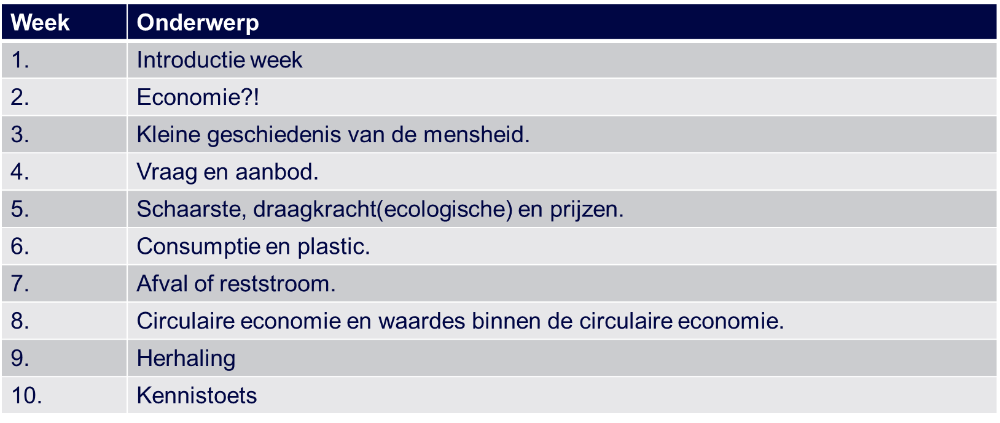 Week Onderwerp
1. Introductie week
2. Economie?!
3. Kleine geschiedenis van de mensheid.
4. Vraag en aanbod.
5. Schaarste, draagkracht(ecologische) en prijzen.
6. Consumptie en plastic.
7. Afval of reststroom.
8. Circulaire economie en waardes binnen de circulaire economie.
9. Herhaling
10. Kennistoets